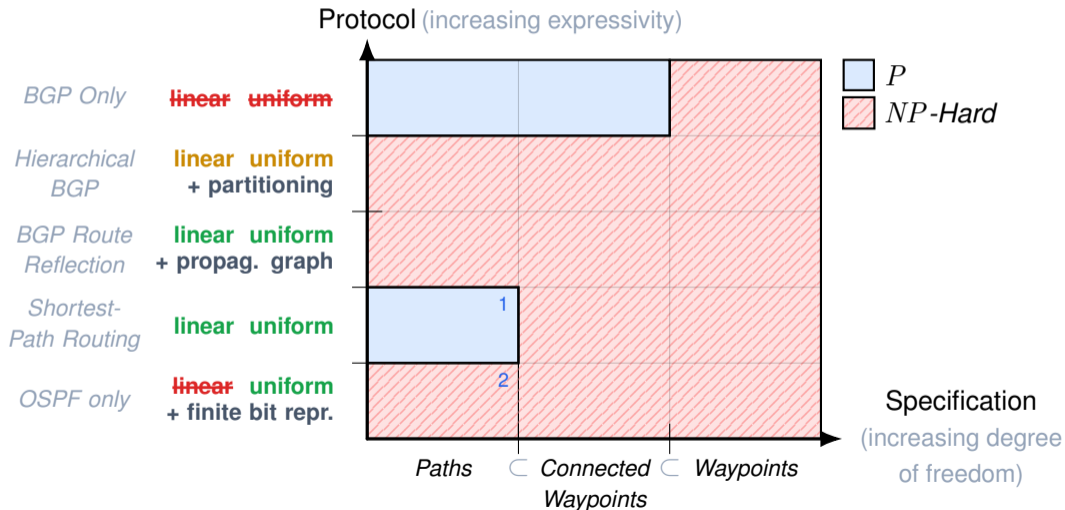 Protocol (increasing expressivity)
BGP Only linear uniform
P
NP-Hard
Hierarchical
BGP
linear uniform
+ partitioning
BGP Route
Reflection
linear uniform
+ propag. graph
Shortest-
Path Routing
linear uniform
1
OSPF only
linear uniform
+ finite bit repr.
2
Specification
(increasing degree
of freedom)
Paths ⊂ Connected ⊂ Waypoints
Waypoints